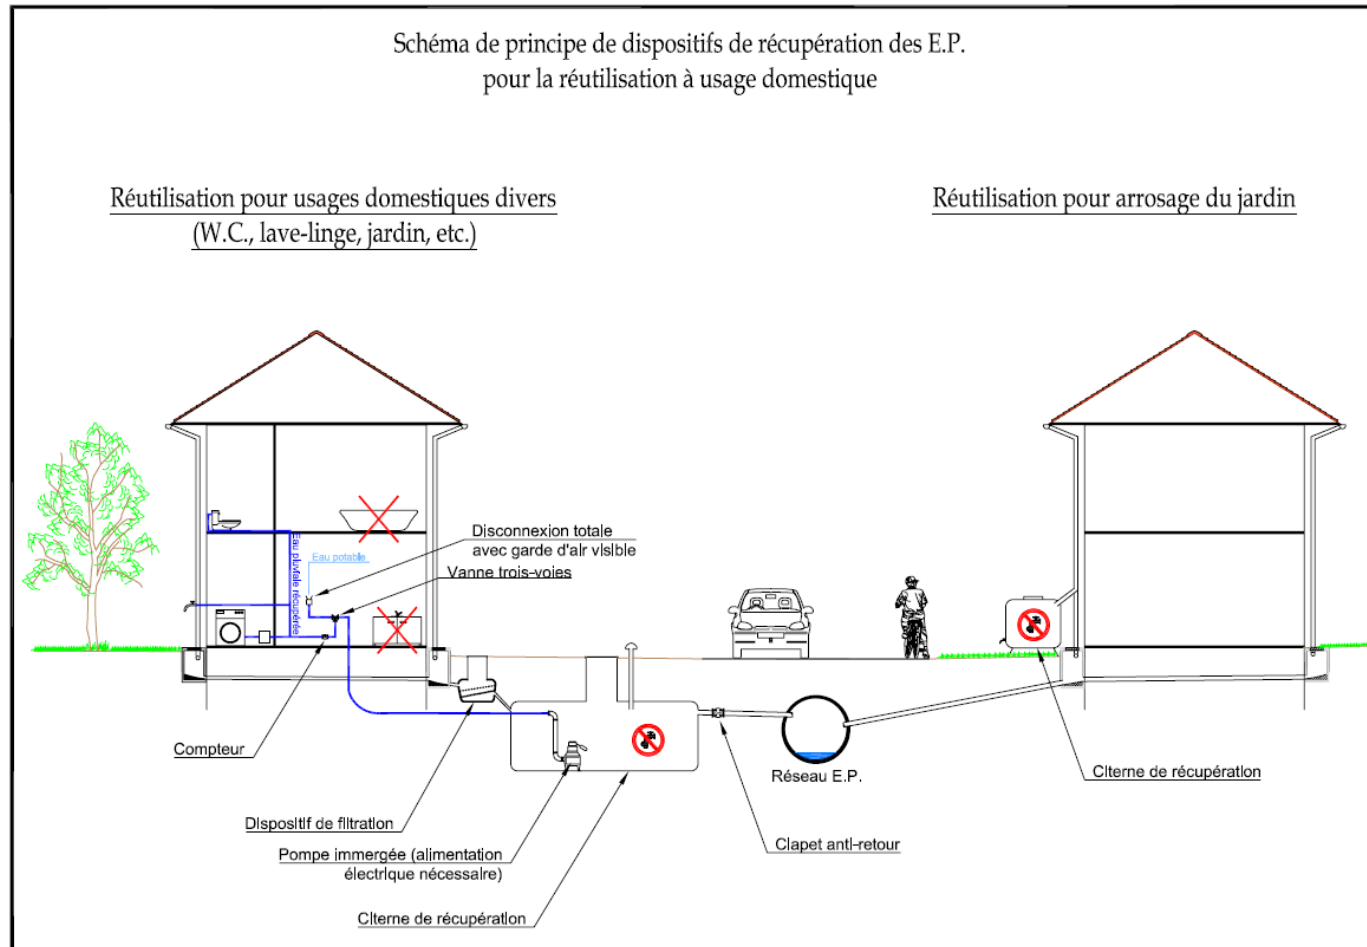 Schéma de principe de dispositifs de récupération des E.P.
pour la réutilisation à usage domestique
Réutilisation pour usages domestiques divers
(W.C., lave-linge, jardin, etc.)
Réutilisation pour arrosage du jardin
Disconnexion totale
avec garde d'air visible
Eau potable
Vanne trois-voies
Eau pluviale récupérée
Compteur
Réseau E.P.
Citerne de récupération
Dispositif de filtration
Clapet anti-retour
Pompe immergée (alimentation
électrique nécessaire)
Citerne de récupération